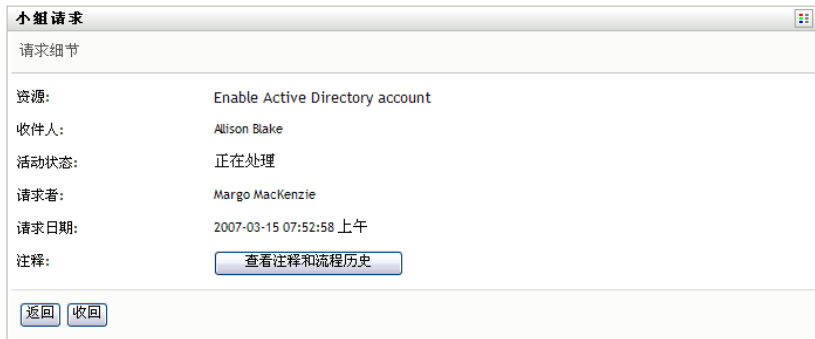 小组请求
请求细节
资源: Enable Active Directory account
收件人: Allison Blake
活动状态: 正在处理
请求者: Margo MacKenzie
请求日期: 2007-03-15 07:52:58 上午
注释: 查看注释和流程历史
返回 收回